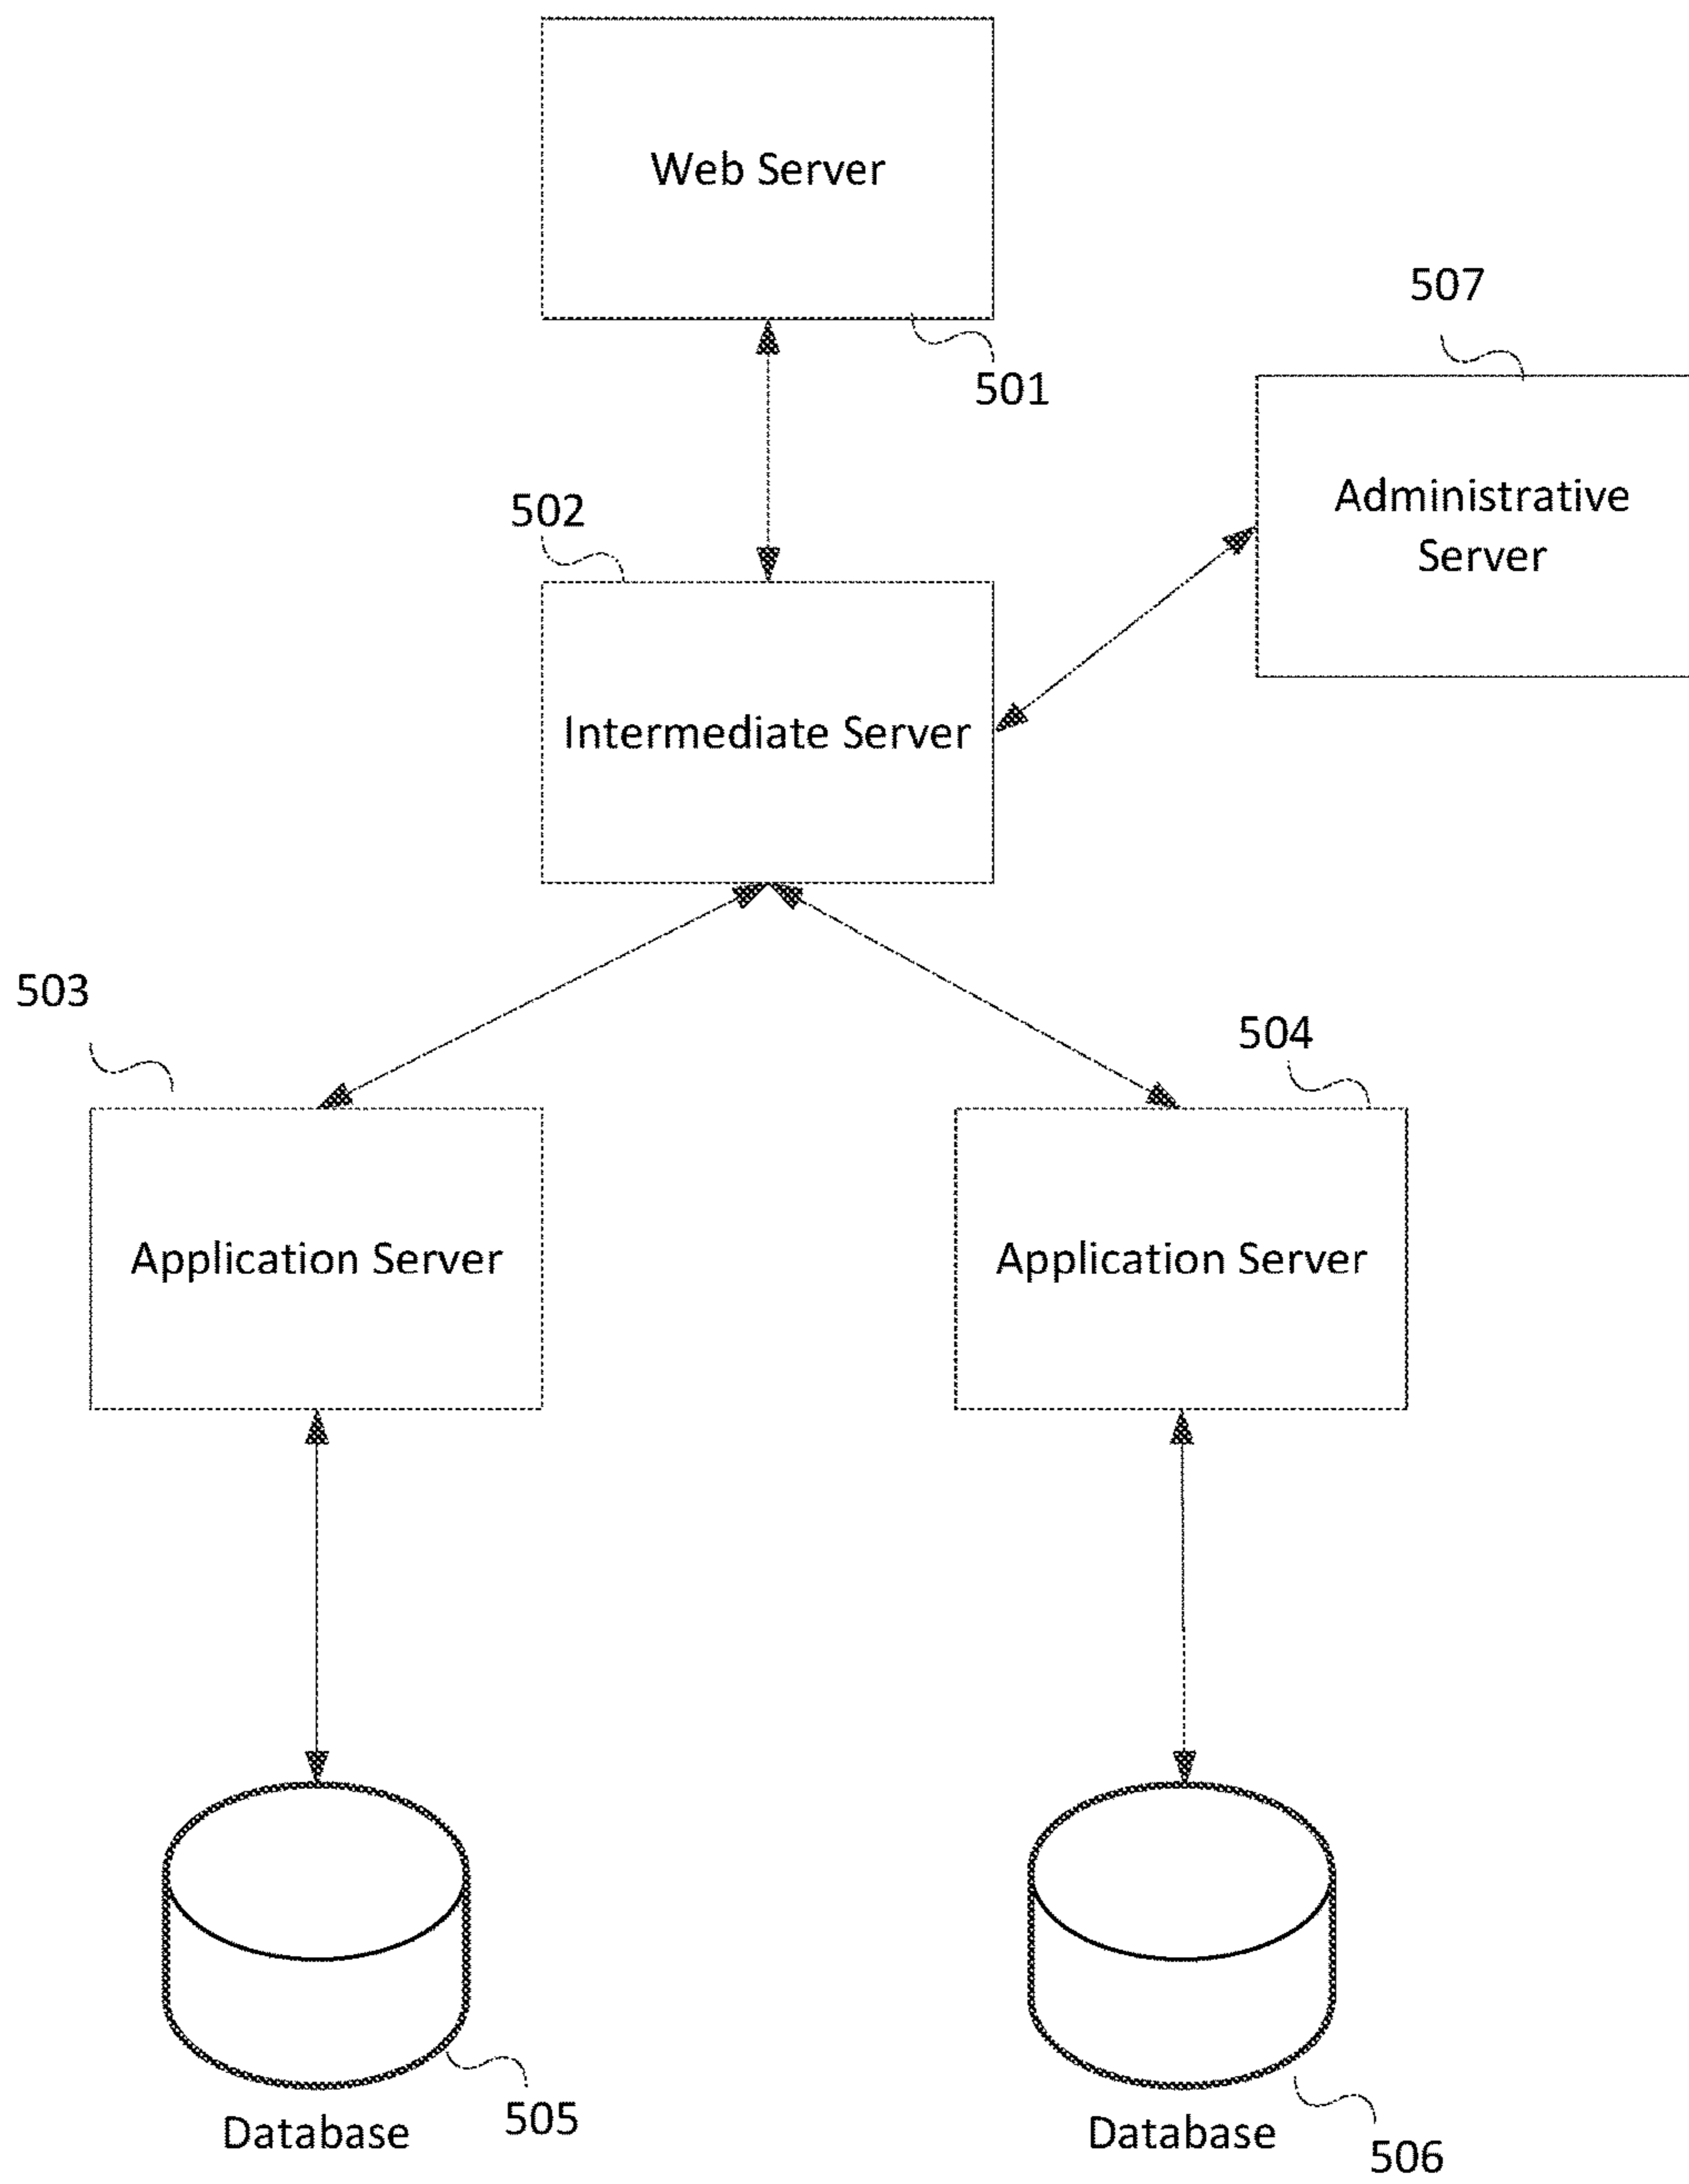 Web Server
501
507
Administrative
Server
502
Intermediate Server
503
504
Application Server
Application Server
505
Database
Database
506